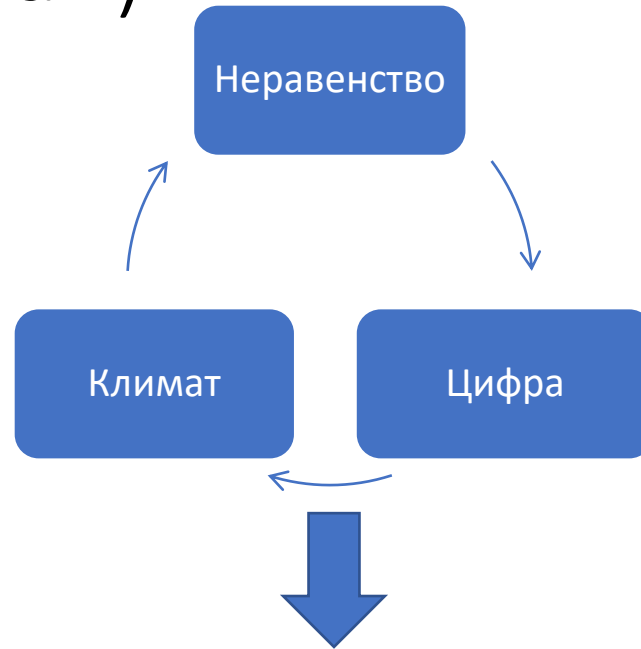 Неравенство
Климат
Цифра